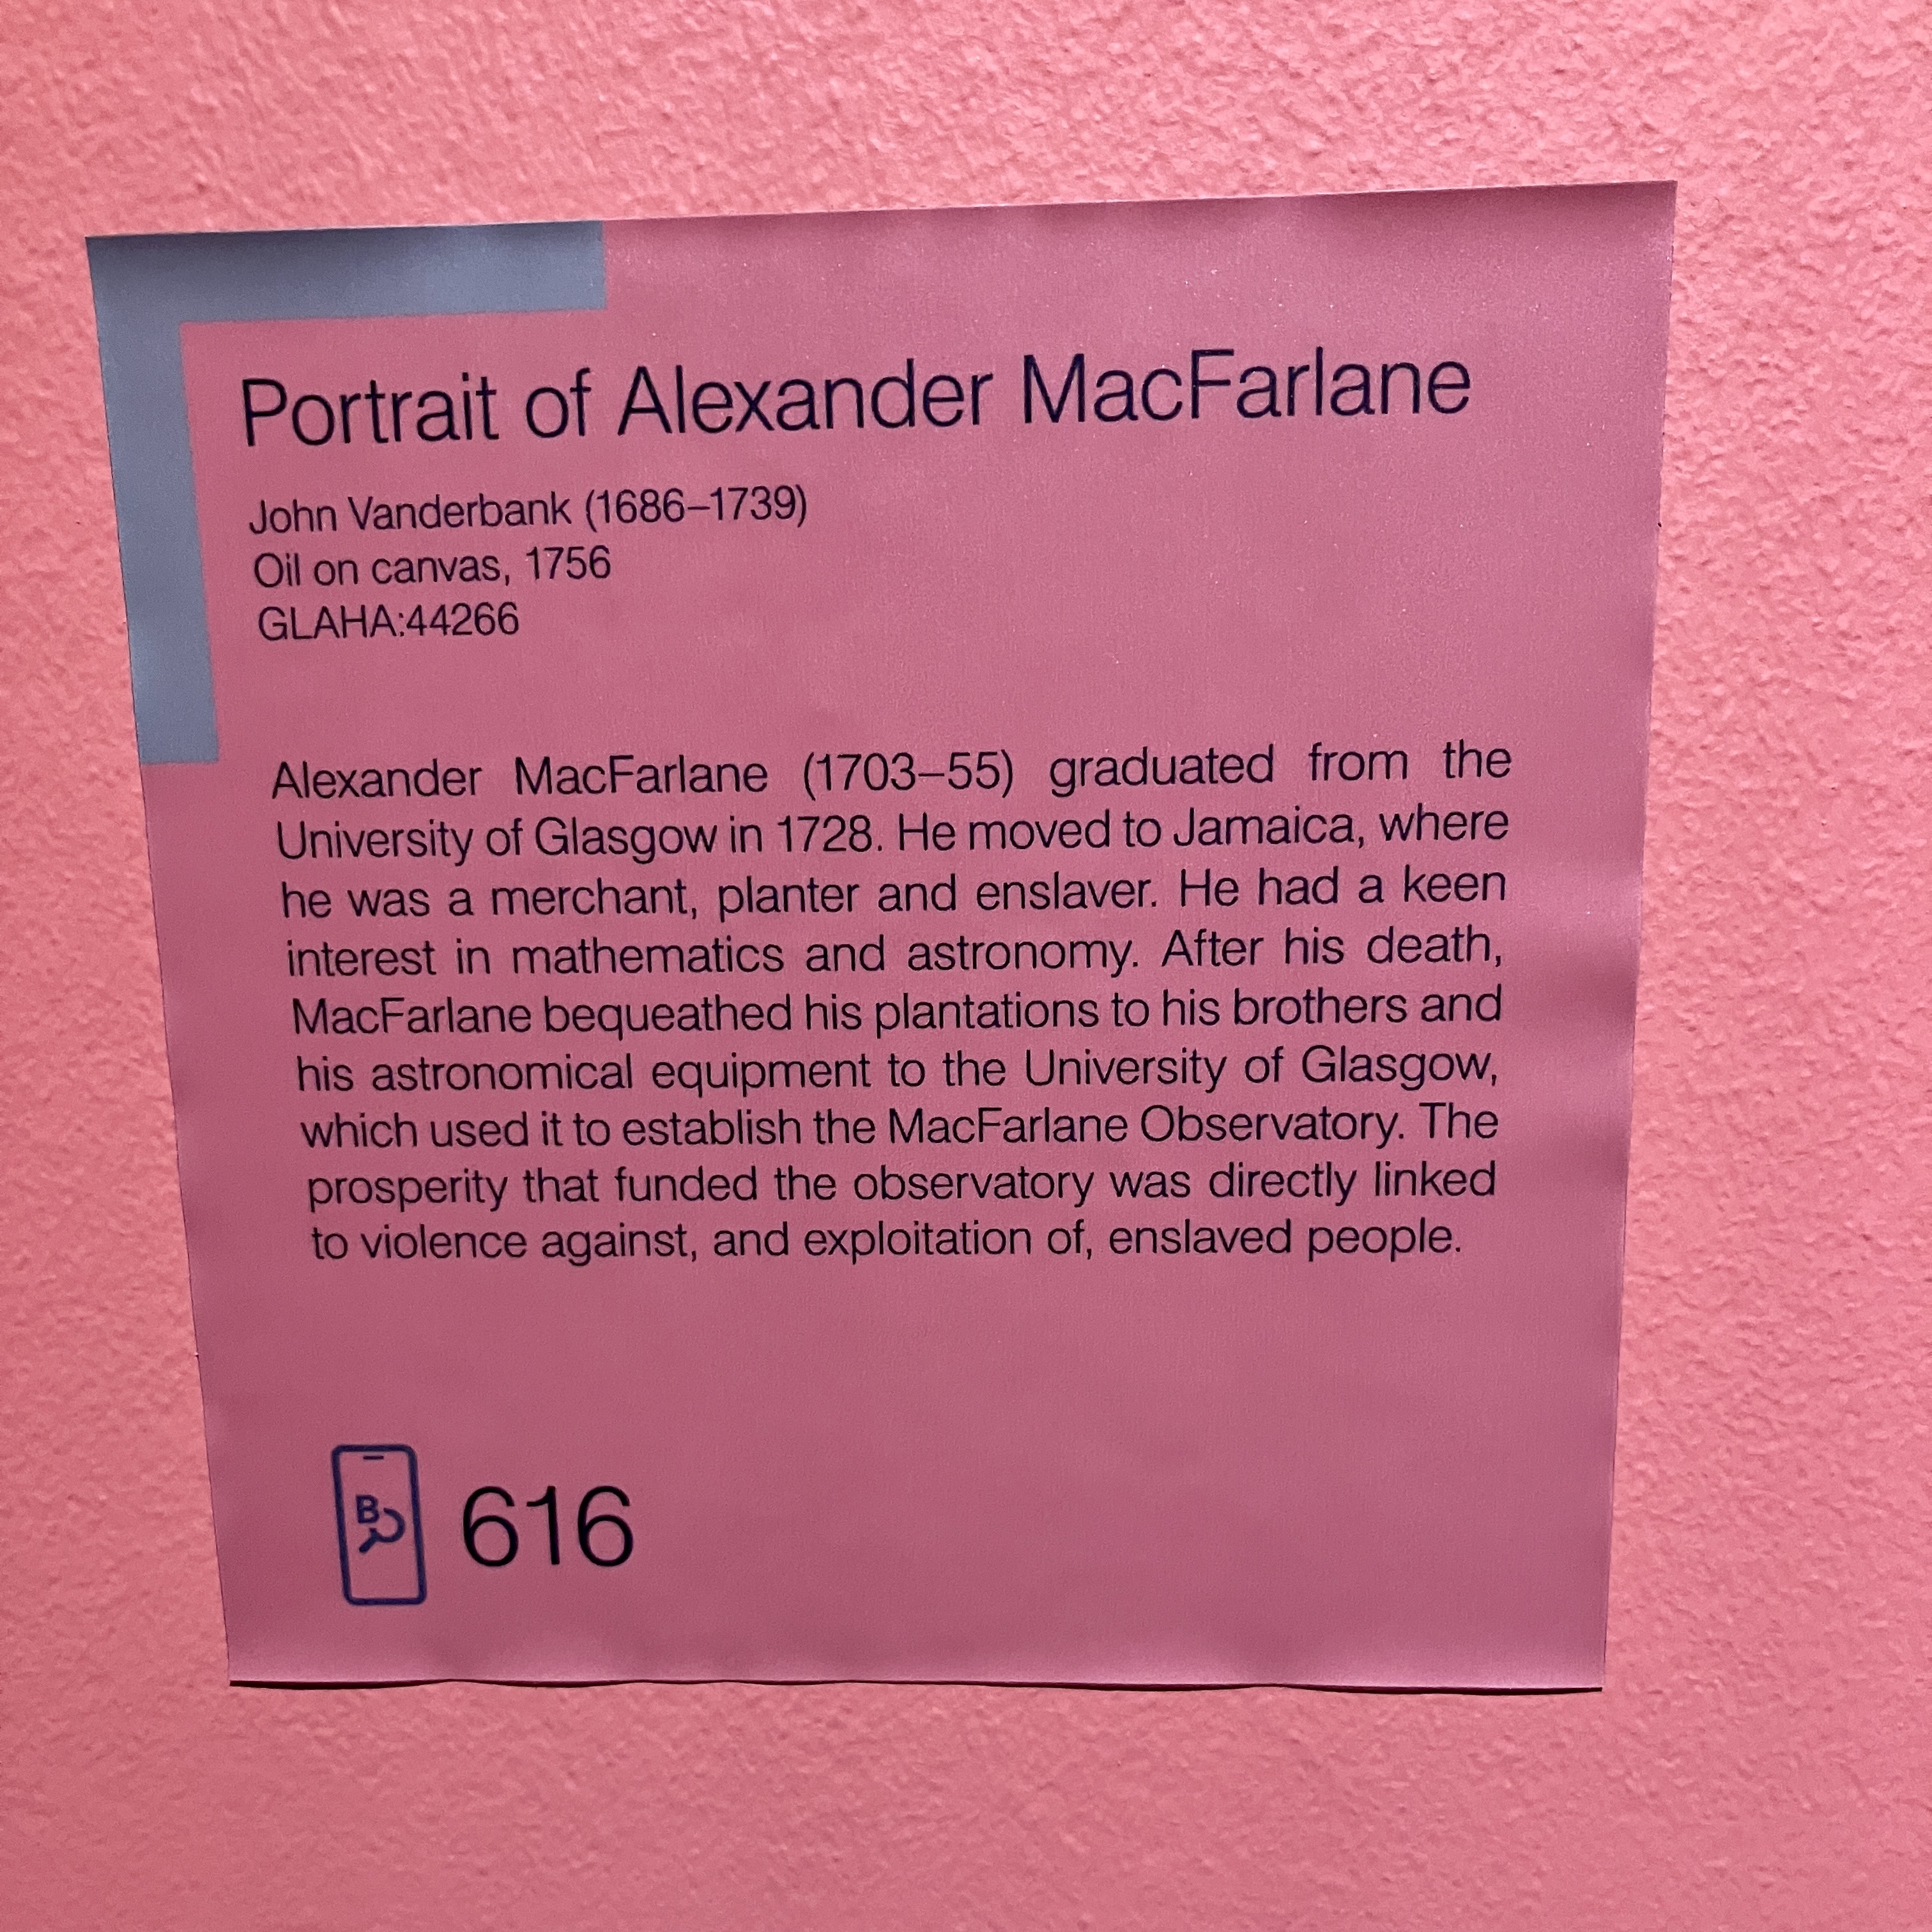 Portrait of Alexander MacFarlane
John Vanderbank (1686–1739)
Oil on canvas, 1756
GLAHA:44266
Alexander MacFarlane (1703–55) graduated from the
University of Glasgow in 1728. He moved to Jamaica, where
he was a merchant, planter and enslaver. He had a keen
interest in mathematics and astronomy. After his death,
MacFarlane bequeathed his plantations to his brothers and
his astronomical equipment to the University of Glasgow,
which used it to establish the MacFarlane Observatory. The
prosperity that funded the observatory was directly linked
to violence against, and exploitation of, enslaved people.
B
616